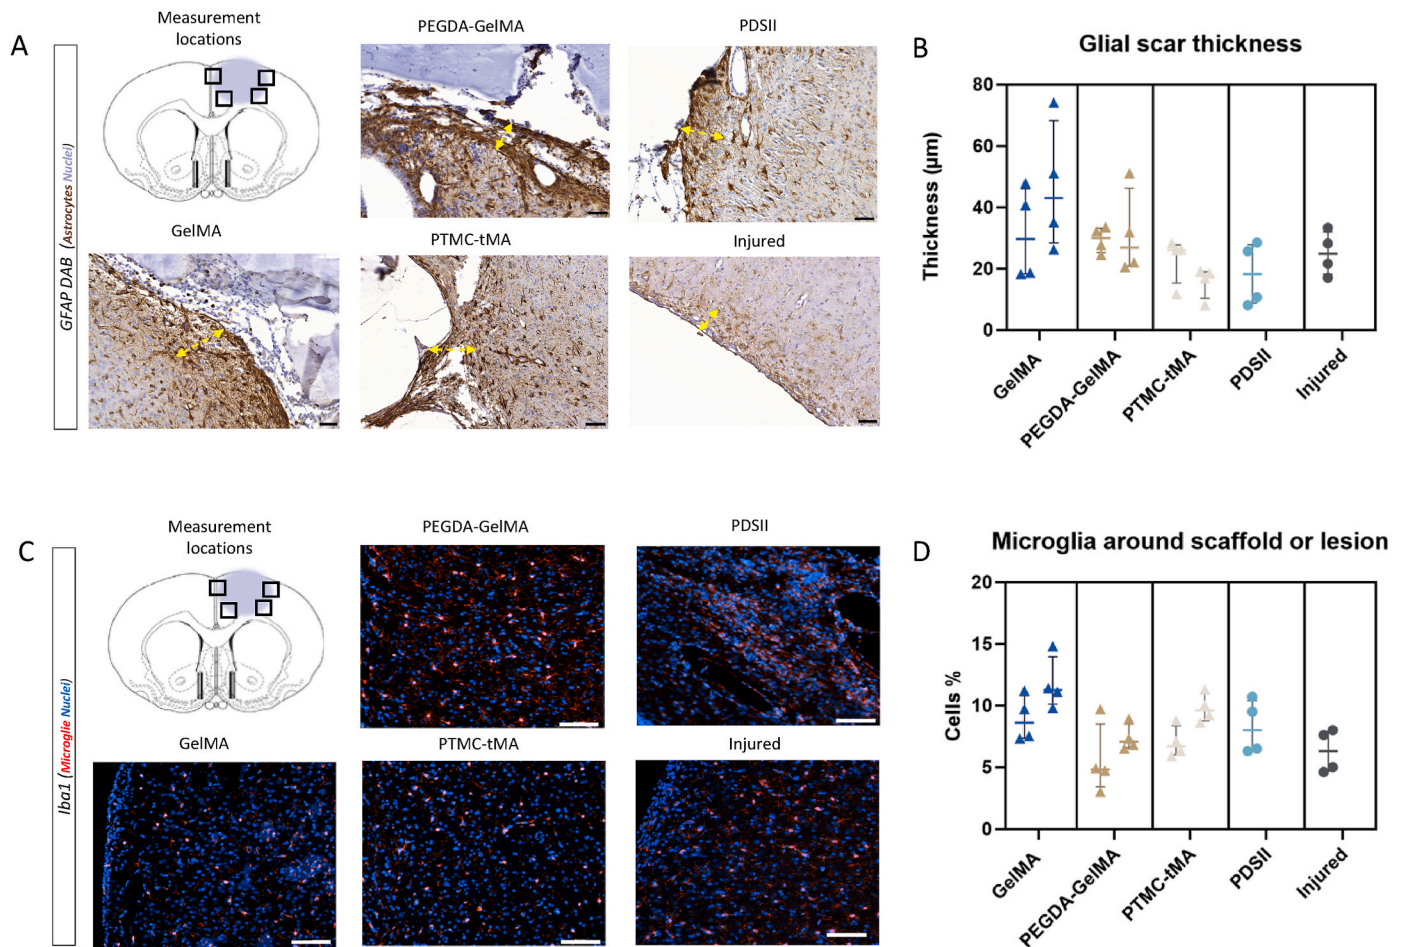 A
GFAP DAB (Astrocytes Nuclei)
Measurement
locations
PEGDA-GelMA
PDSII
GelMA
PTMC-tMA
Injured
B
Glial scar thickness
Thickness (µm)
80
60
40
20
0
GelMA
PEGDA-GelMA
PTMC-tMA
PDSII
Injured
C
Iba1 (Microglie Nuclei)
Measurement
locations
PEGDA-GelMA
PDSII
GelMA
PTMC-tMA
Injured
D
Microglia around scaffold or lesion
Cells %
20
15
10
5
0
GelMA
PEGDA-GelMA
PTMC-tMA
PDSII
Injured